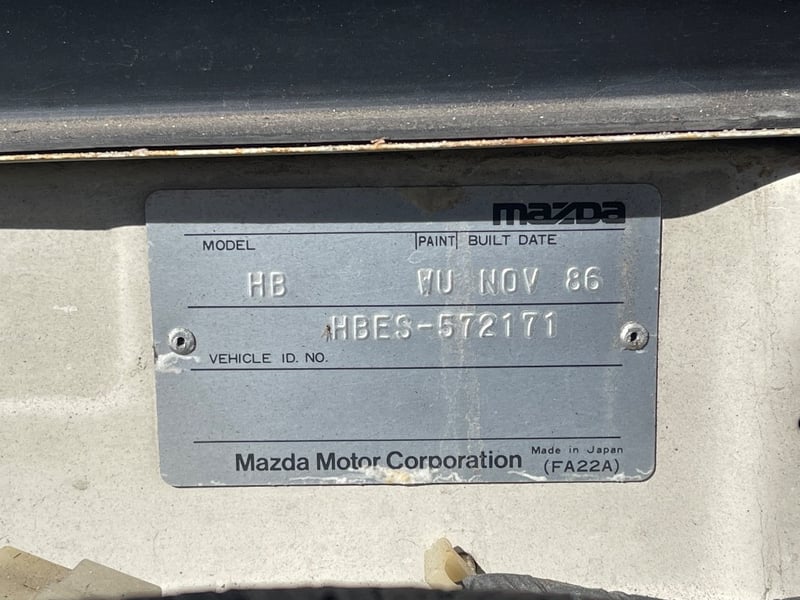 mazda
MODEL PAINT BUILT DATE
HB WU NOV 86
HBES-572171
VEHICLE ID. NO.
Mazda Motor Corporation Made in Japan
(FA22A)